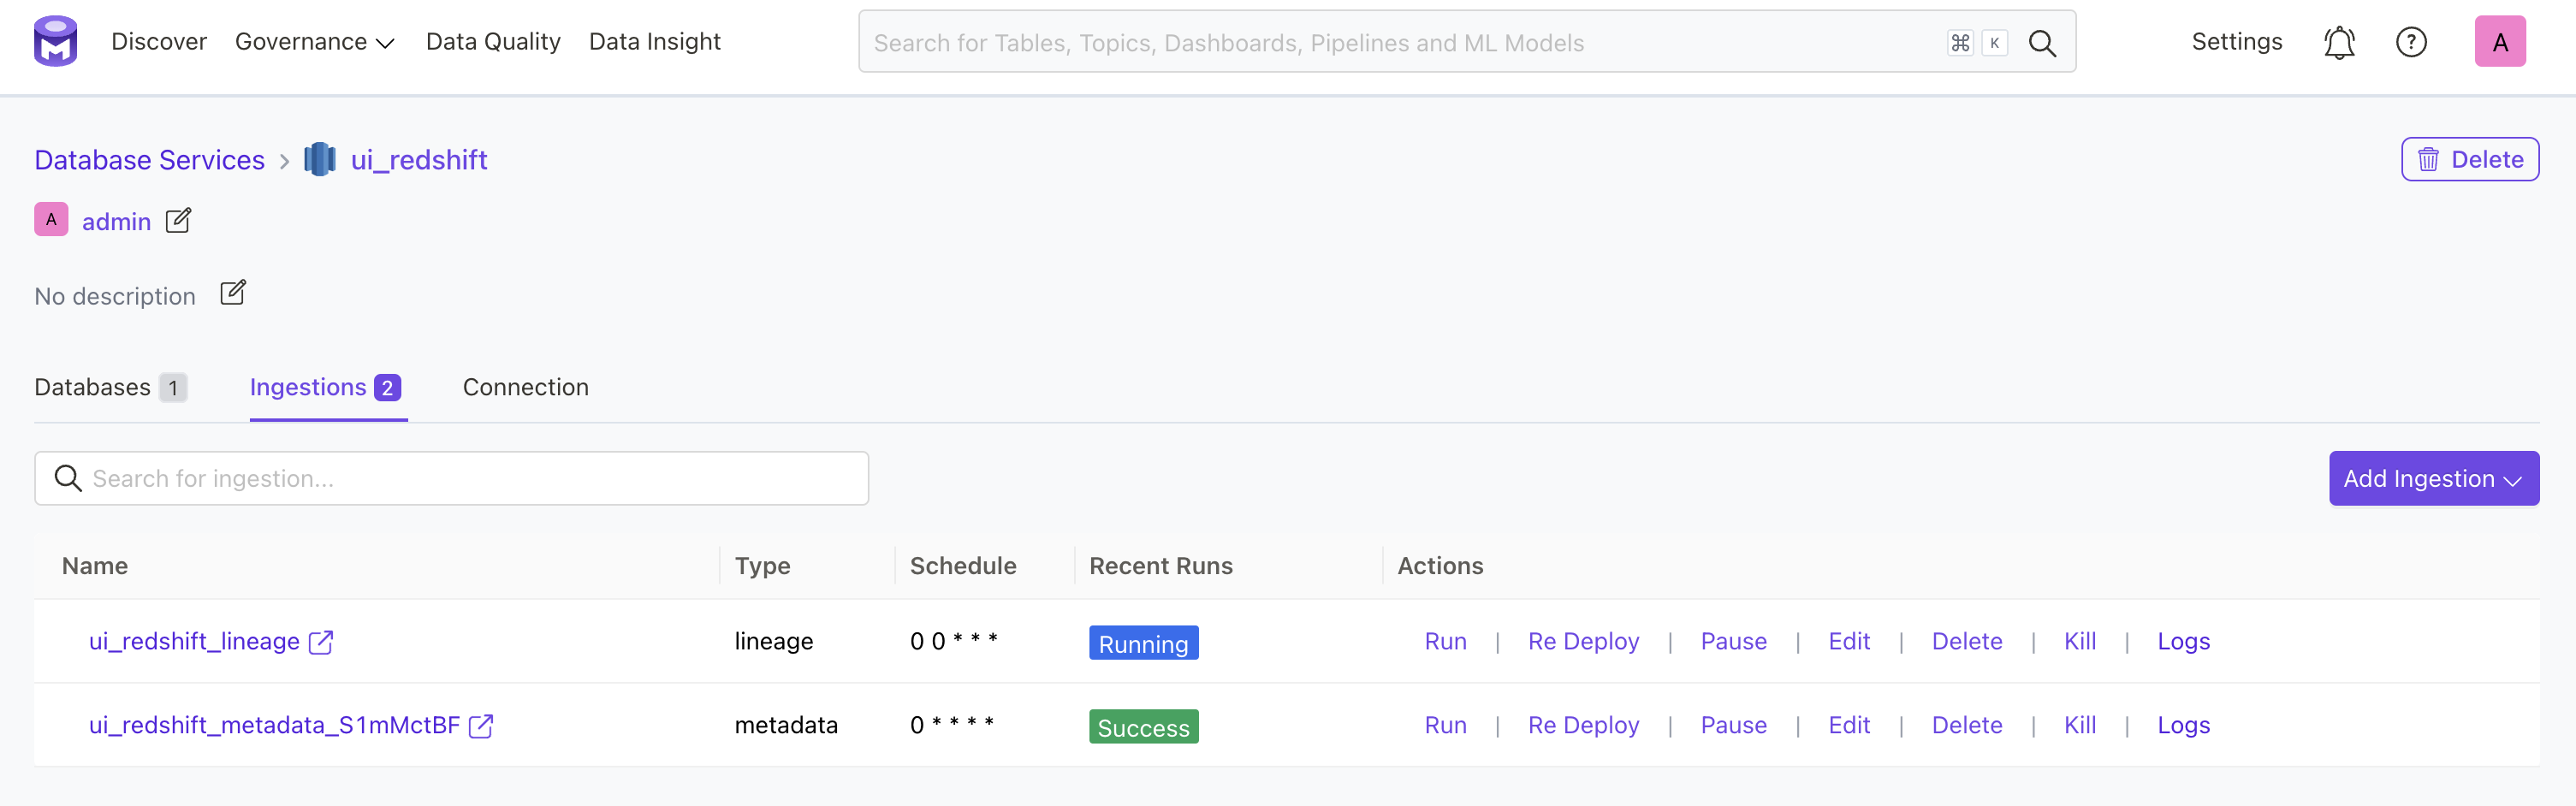 Discover Governance Data Quality Data Insight Search for Tables, Topics, Dashboards, Pipelines and ML Models ⌘ K Settings ? A
Database Services > ui_redshift Delete
A admin
No description
Databases 1 Ingestions 2 Connection
Search for ingestion... Add Ingestion
Name Type Schedule Recent Runs Actions
ui_redshift_lineage lineage 0 0 * * * Running Run | Re Deploy | Pause | Edit | Delete | Kill | Logs
ui_redshift_metadata_S1mMctBF metadata 0 * * * * Success Run | Re Deploy | Pause | Edit | Delete | Kill | Logs